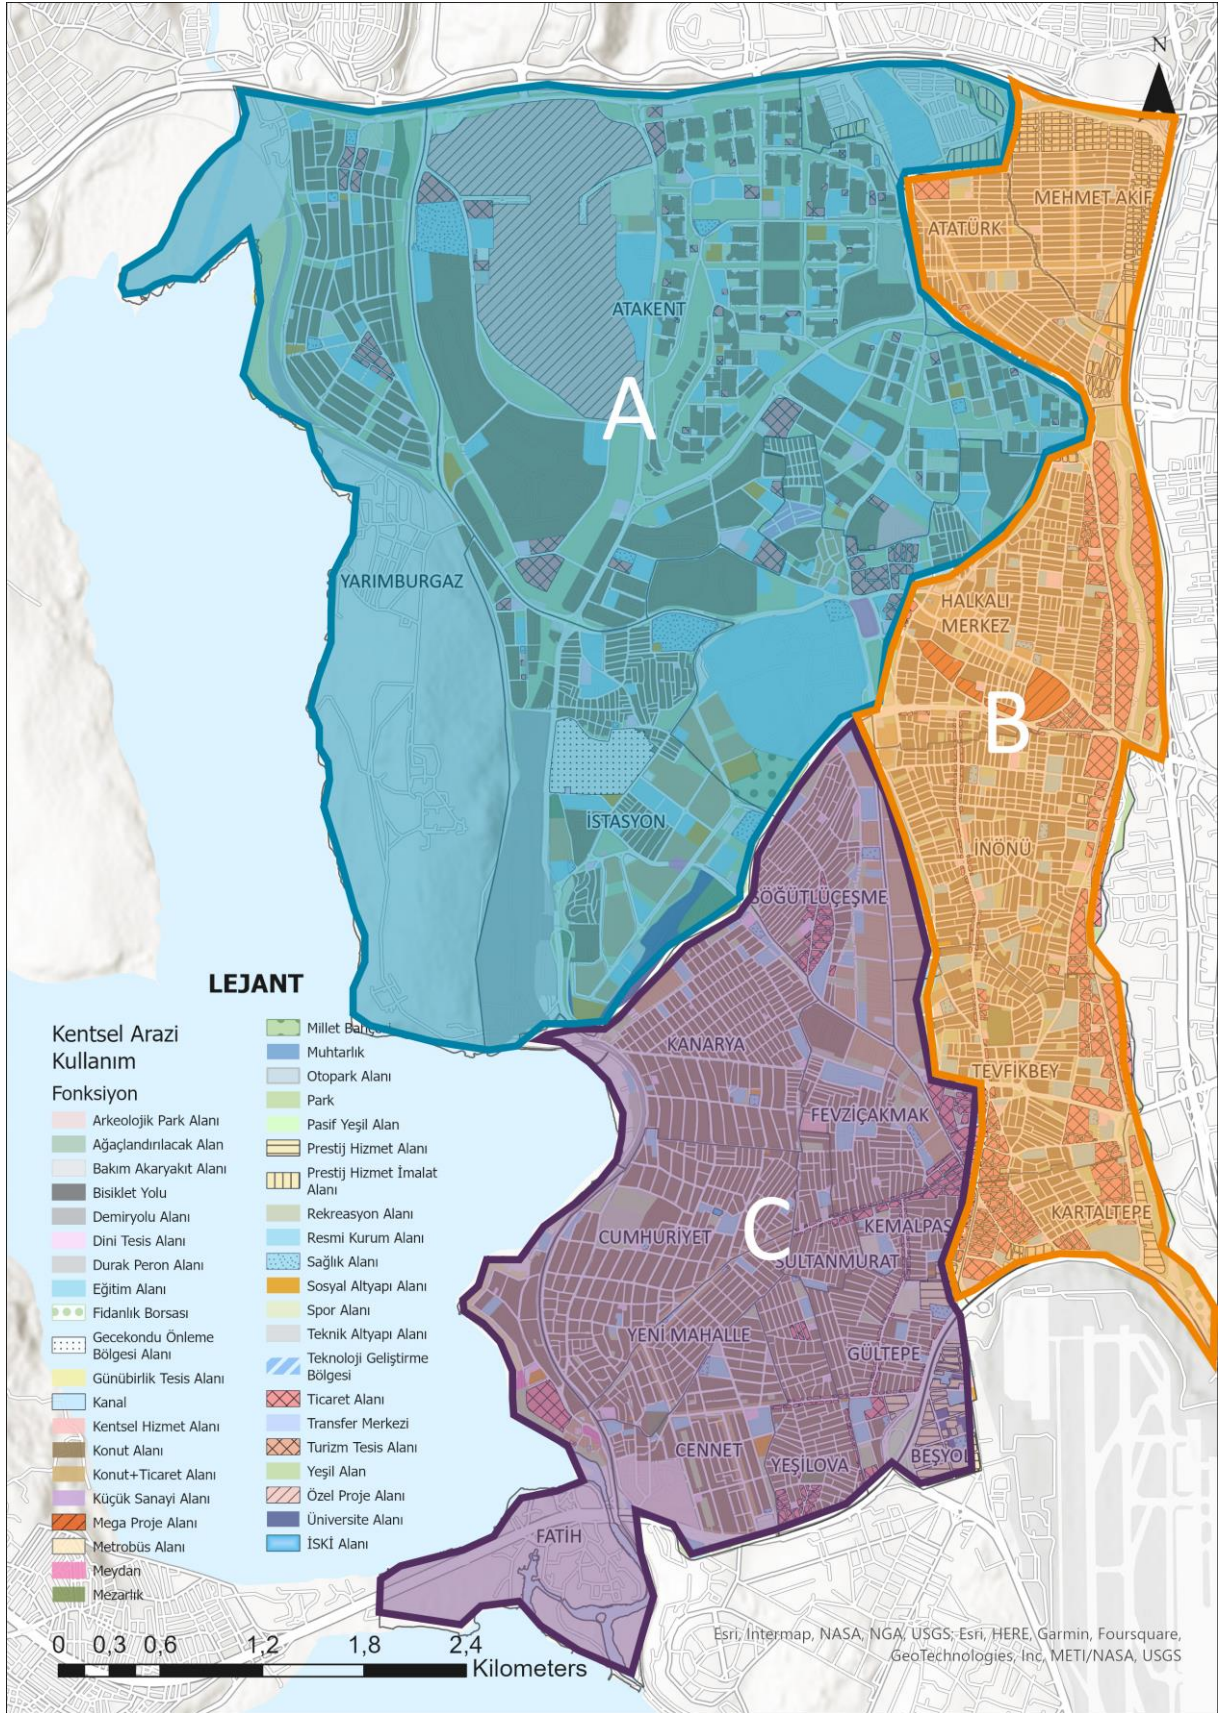 N
MEHMET AKİF
ATATÜRK
ATAKENT
A
YARIMBURGAZ
HALKALI
MERKEZ
B
İSTASYON
İNÖNÜ
SÖĞÜTLÜÇEŞME
KANARYA
TEVFİKBEY
FEVZİÇAKMAK
KARTALTEPE
KEMALPAŞ
C
CUMHURİYET
SULTANMURAT
YENİ MAHALLE
GÜLTEPE
CENNET
YEŞİLOVA
BEŞYOL
FATİH
LEJANT
Kentsel Arazi
Kullanım
Fonksiyon
Arkeolojik Park Alanı
Ağaçlandırılacak Alan
Bakım Akaryakıt Alanı
Bisiklet Yolu
Demiryolu Alanı
Dini Tesis Alanı
Durak Peron Alanı
Eğitim Alanı
Fidanlık Borsası
Gecekondu Önleme
Bölgesi Alanı
Günübirlik Tesis Alanı
Kanal
Kentsel Hizmet Alanı
Konut Alanı
Konut+Ticaret Alanı
Küçük Sanayi Alanı
Mega Proje Alanı
Metrobüs Alanı
Meydan
Mezarlık
Millet Bahçesi
Muhtarlık
Otopark Alanı
Park
Pasif Yeşil Alan
Prestij Hizmet Alanı
Prestij Hizmet İmalat
Alanı
Rekreasyon Alanı
Resmi Kurum Alanı
Sağlık Alanı
Sosyal Altyapı Alanı
Spor Alanı
Teknik Altyapı Alanı
Teknoloji Geliştirme
Bölgesi
Ticaret Alanı
Transfer Merkezi
Turizm Tesis Alanı
Yeşil Alan
Özel Proje Alanı
Üniversite Alanı
İSKİ Alanı
0 0,3 0,6 1,2 1,8 2,4
Kilometers
Esri, Intermap, NASA, NGA, USGS, Esri, HERE, Garmin, Foursquare,
GeoTechnologies, Inc, METI/NASA, USGS